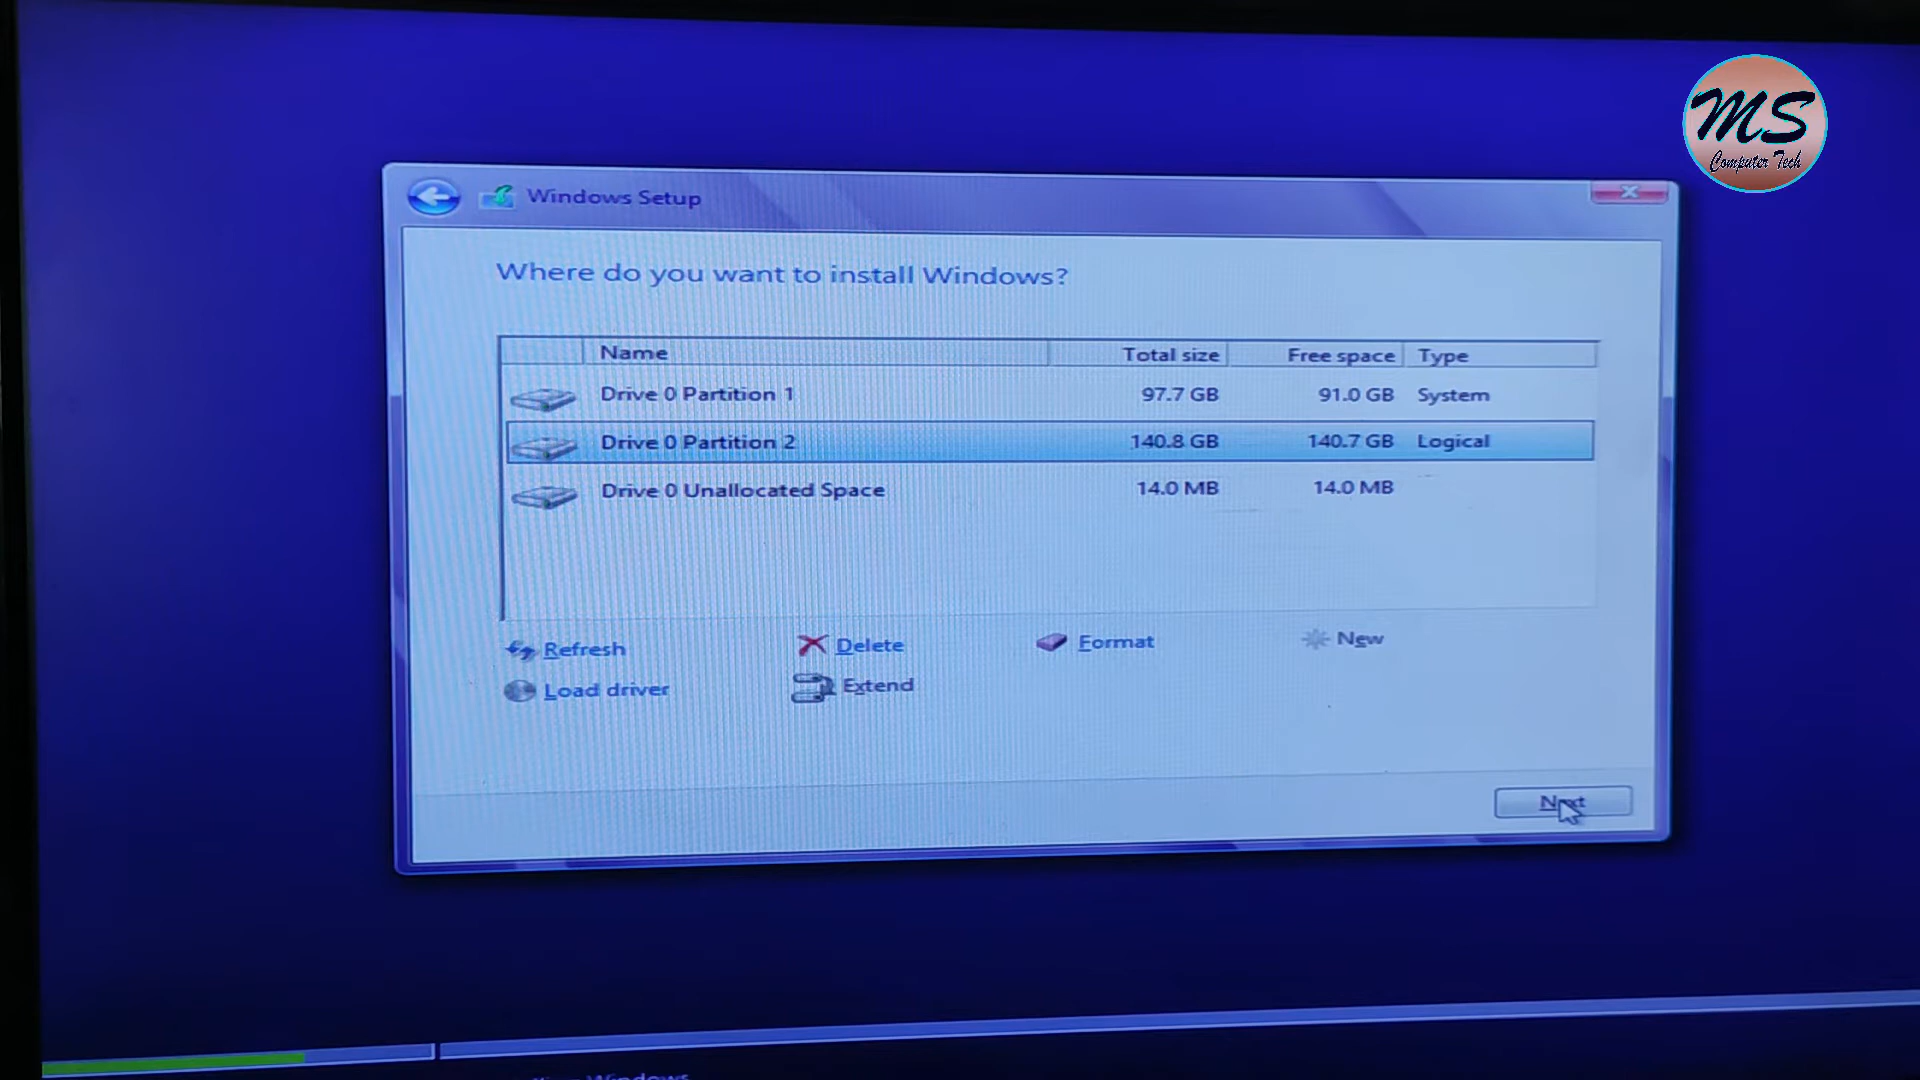 MS
Computer Tech
Windows Setup
Where do you want to install Windows?
Name Total size Free space Type
Drive 0 Partition 1 97.7 GB 91.0 GB System
Drive 0 Partition 2 140.8 GB 140.7 GB Logical
Drive 0 Unallocated Space 14.0 MB 14.0 MB
Refresh Delete Format New
Load driver Extend
Next
Windows